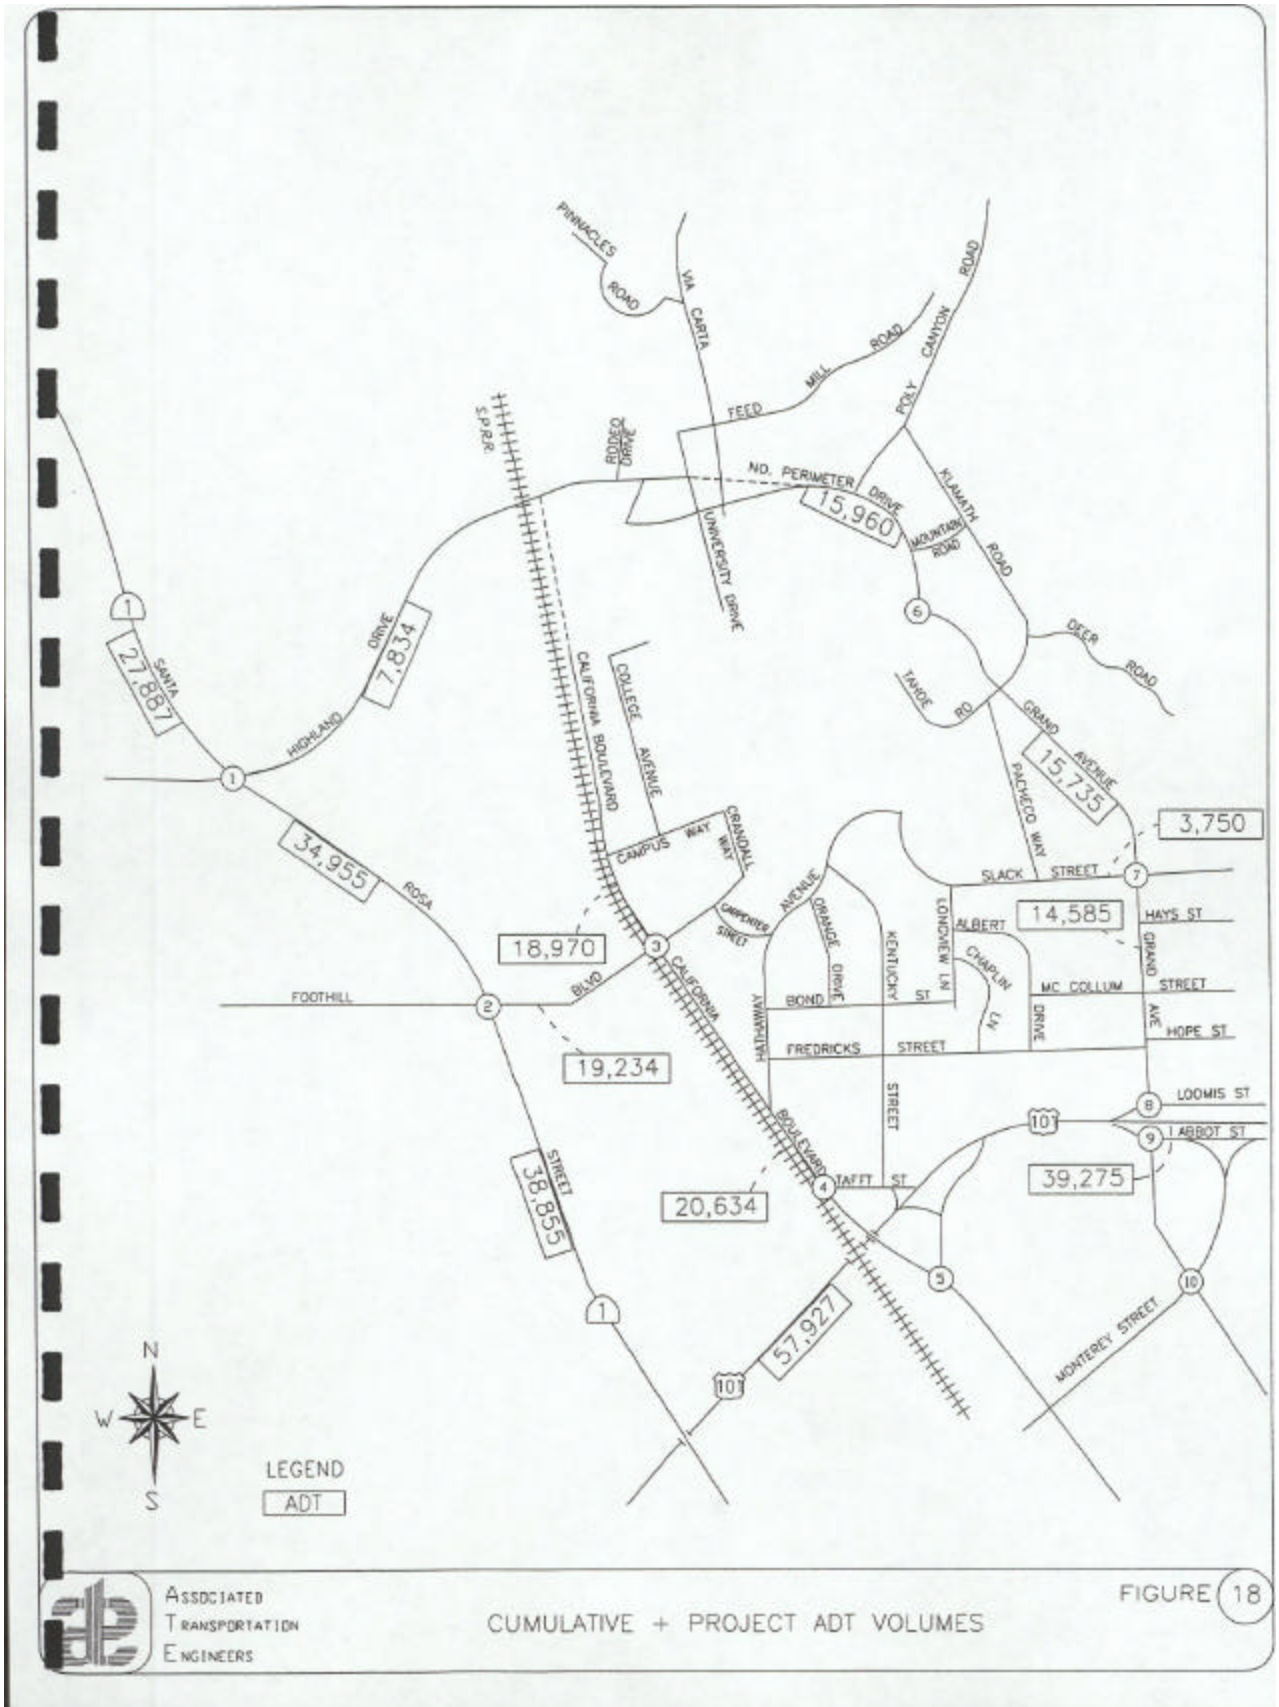 PINNACLES
ROAD
VIA CARTA
FEED MILL ROAD
POLY CANYON ROAD
S.P.R.R.
RODEO
DRIVE
NO. PERIMETER DRIVE
15,960
KLAMATH ROAD
MOUNTAIN
ROAD
UNIVERSITY DRIVE
1
6
DEER ROAD
27,887
SANTA
DRIVE
7,834
HIGHLAND
1
CALIFORNIA BOULEVARD
COLLEGE AVENUE
TAHOE RD
GRAND AVENUE
15,735
PACHECO WAY
3,750
34,955
ROSA
CAMPUS WAY
CRANDALL
WAY
SLACK STREET
7
18,970
3
CARPENTER
STREET
AVENUE
ORANGE DRIVE
KENTUCKY
LONGVIEW LN
ALBERT
14,585
HAYS ST
GRAND
CHAPLIN
LN
FOOTHILL
2
BLVD
CALIFORNIA
HATHAWAY
BOND ST
MC COLLUM STREET
DRIVE
AVE
HOPE ST
FREDRICKS STREET
19,234
STREET
8
LOOMIS ST
101
9
ABBOT ST
BOULEVARD
STREET
38,855
4
TAFFT ST
39,275
20,634
5
10
1
57,927
MONTEREY STREET
101
N
W E
S
LEGEND
ADT
ASSOCIATED
TRANSPORTATION
ENGINEERS
CUMULATIVE + PROJECT ADT VOLUMES
FIGURE 18